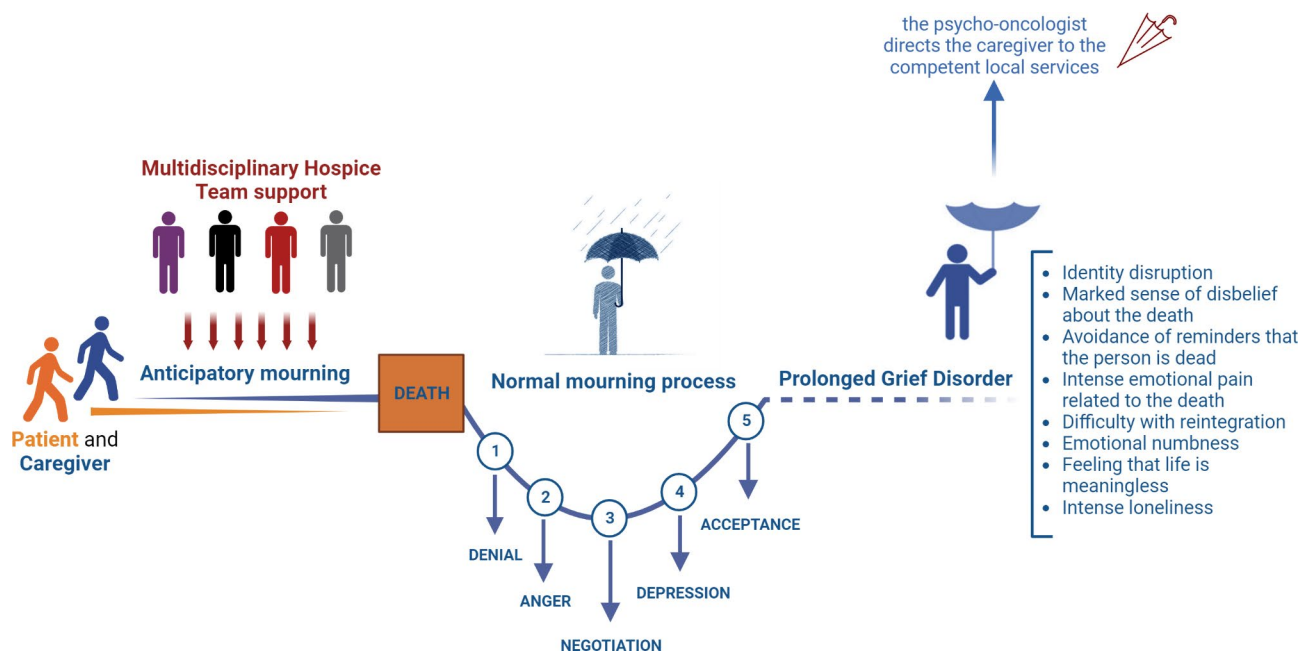 the psycho-oncologist
directs the caregiver to the
competent local services
Multidisciplinary Hospice
Team support
Anticipatory mourning
Patient and
Caregiver
DEATH
Normal mourning process
1
2
3
4
5
DENIAL
ANGER
NEGOTIATION
DEPRESSION
ACCEPTANCE
Prolonged Grief Disorder
• Identity disruption
• Marked sense of disbelief
about the death
• Avoidance of reminders that
the person is dead
• Intense emotional pain
related to the death
• Difficulty with reintegration
• Emotional numbness
• Feeling that life is
meaningless
• Intense loneliness